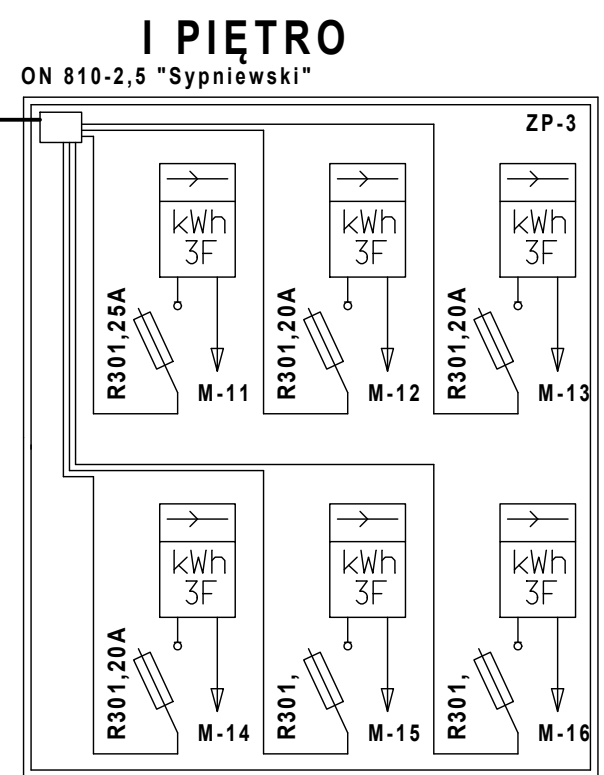 I PIĘTRO
ON 810-2,5 "Sypniewski"
ZP-3
kWh
3F
R301,25A
M-11
kWh
3F
R301,20A
M-12
kWh
3F
R301,20A
M-13
kWh
3F
R301,20A
M-14
kWh
3F
R301,
M-15
kWh
3F
R301,
M-16